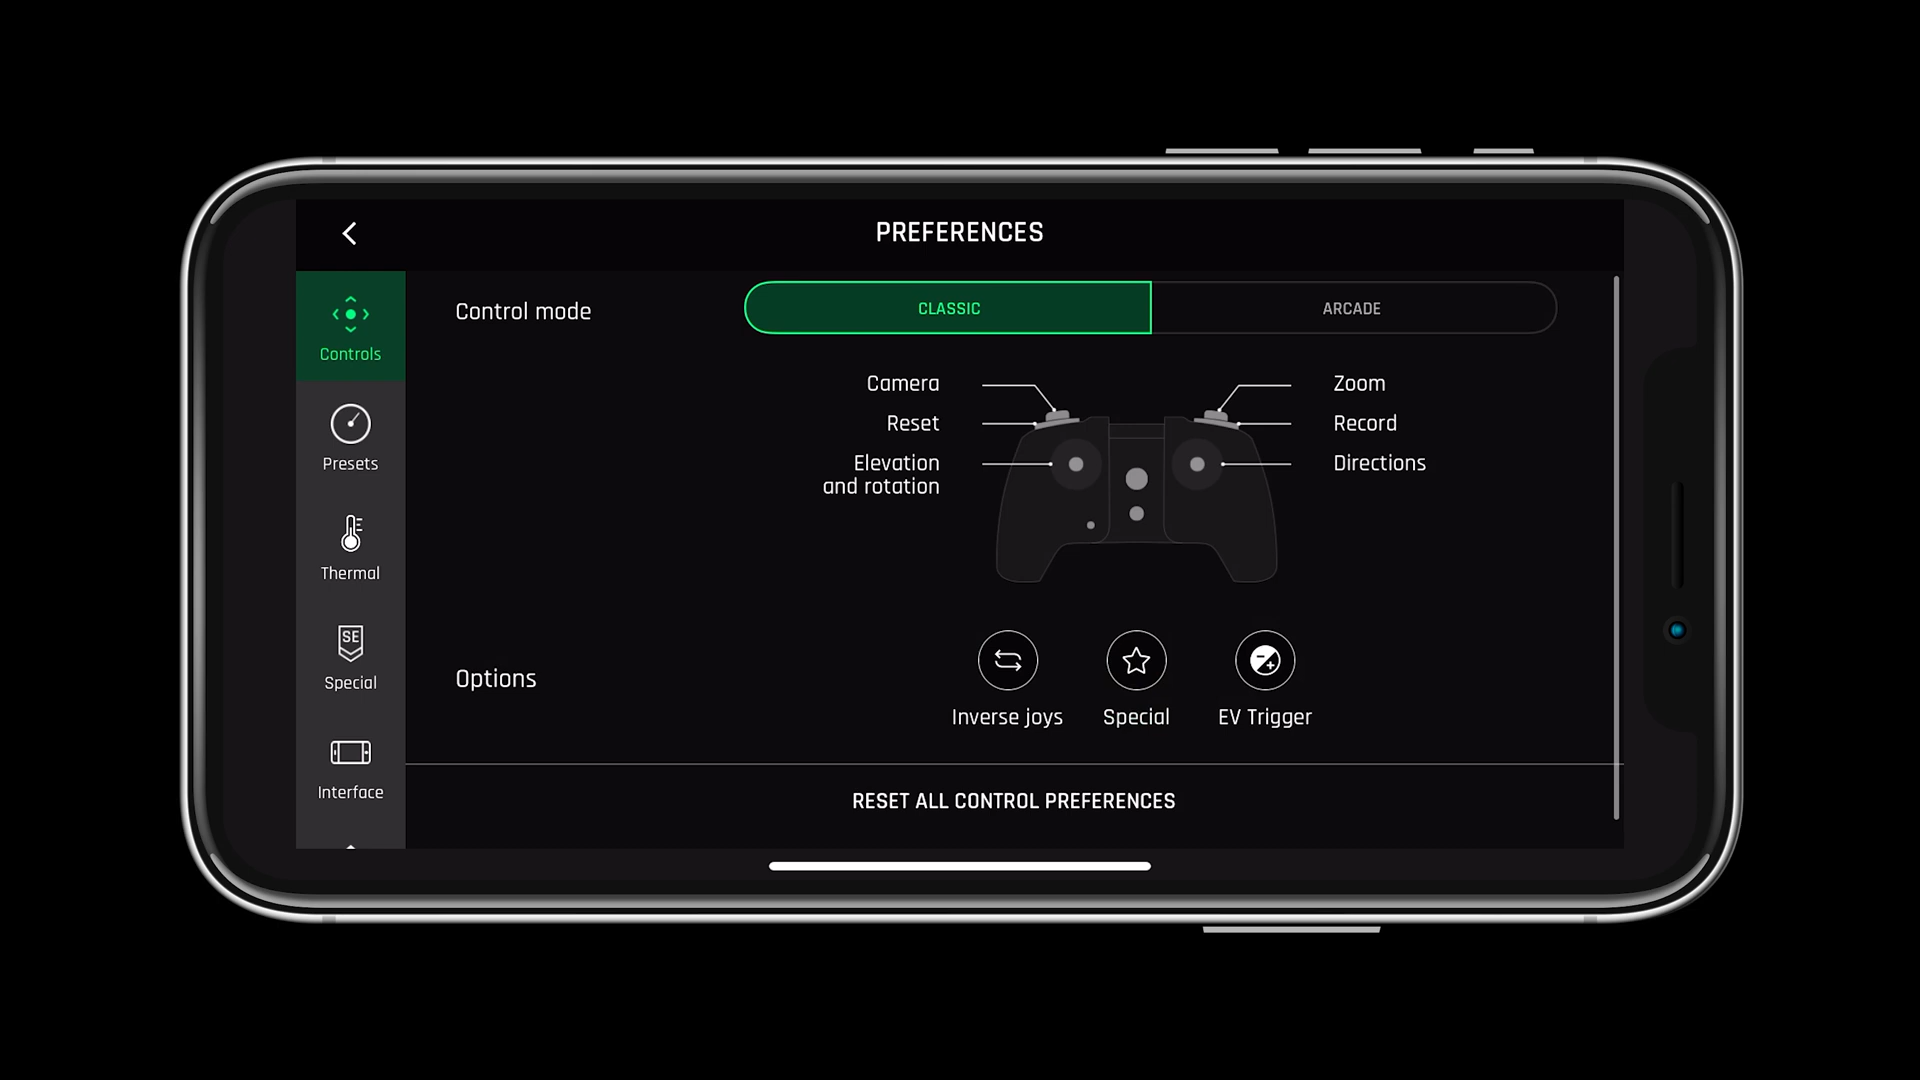 PREFERENCES
Controls
Presets
Thermal
SE
Special
Interface
Control mode
CLASSIC
ARCADE
Camera
Reset
Elevation
and rotation
Zoom
Record
Directions
Options
Inverse joys
Special
EV Trigger
RESET ALL CONTROL PREFERENCES